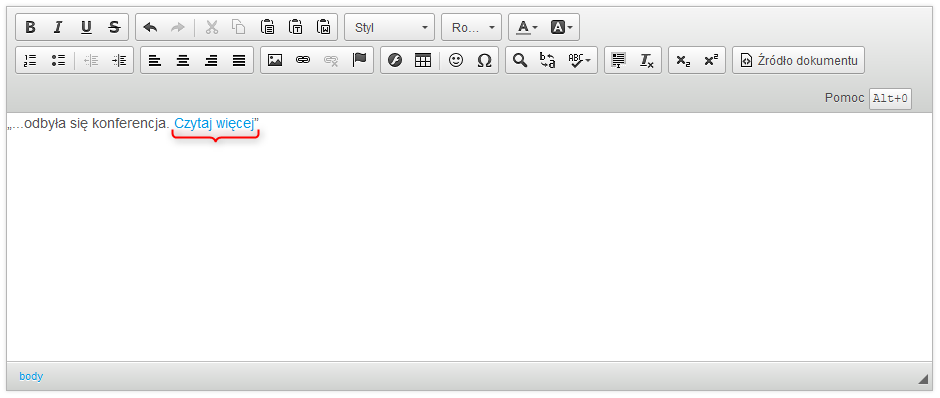 B I U S Styl Ro... A A
Źródło dokumentu
Pomoc Alt+0
„...odbyła się konferencja. Czytaj więcej”
body